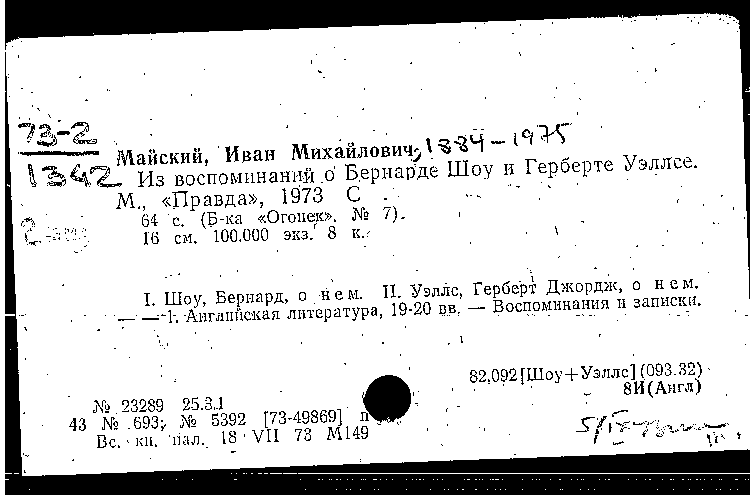 73-2
1342
Майский, Иван Михайлович, 1884-1975
Из воспоминаний о Бернарде Шоу и Герберте Уэллсе.
М., «Правда», 1973 С.
64 с. (Б-ка «Огонек». № 7).
16 см. 100.000 экз. 8 к.
2
I. Шоу, Бернард, о нем. II. Уэллс, Герберт Джордж, о нем.
— — 1. Английская литература, 19-20 вв. — Воспоминания и записки.
82.092[Шоу+Уэллс](093.32)
8И(Англ)
№ 23289 25.3.1
43 № 693; № 5392 [73-49869] п
Вс. кн. пал. 18 VII 73 М149